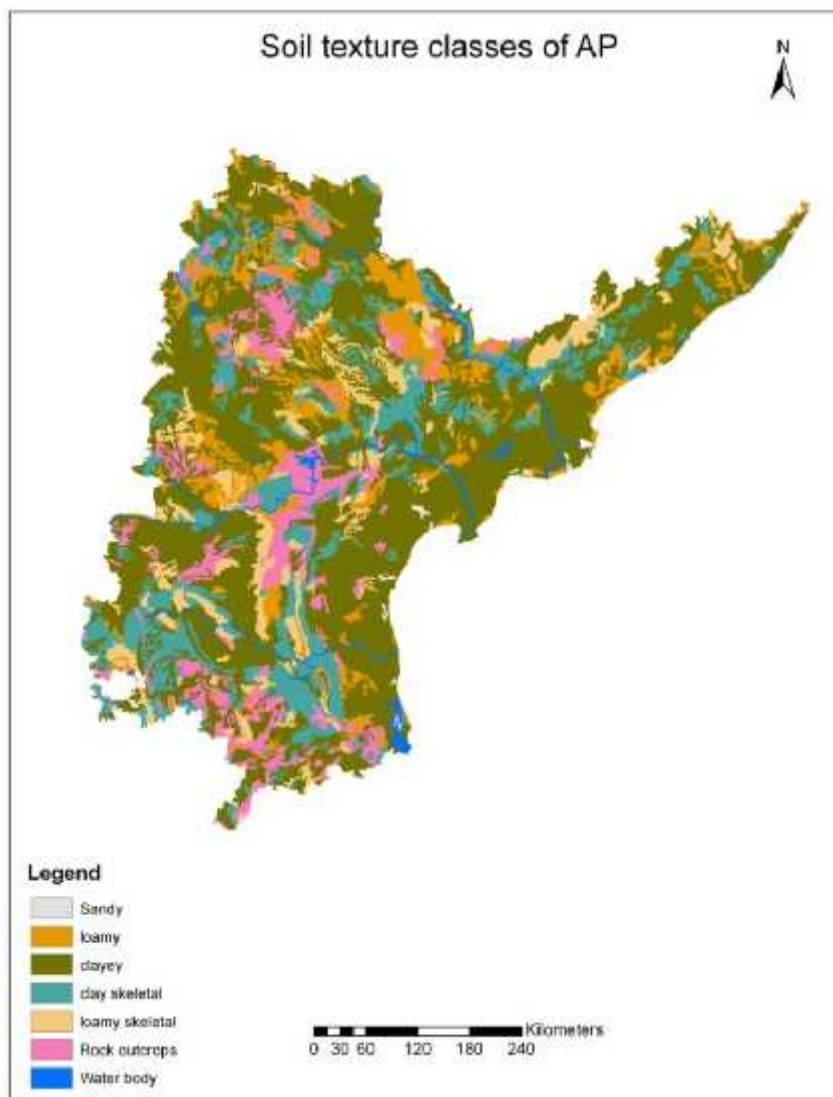 Soil texture classes of AP
N
Legend
Sandy
loamy
clayey
clay skeletal
loamy skeletal
Rock outcrops
Water body
Kilometers
0 30 60 120 180 240